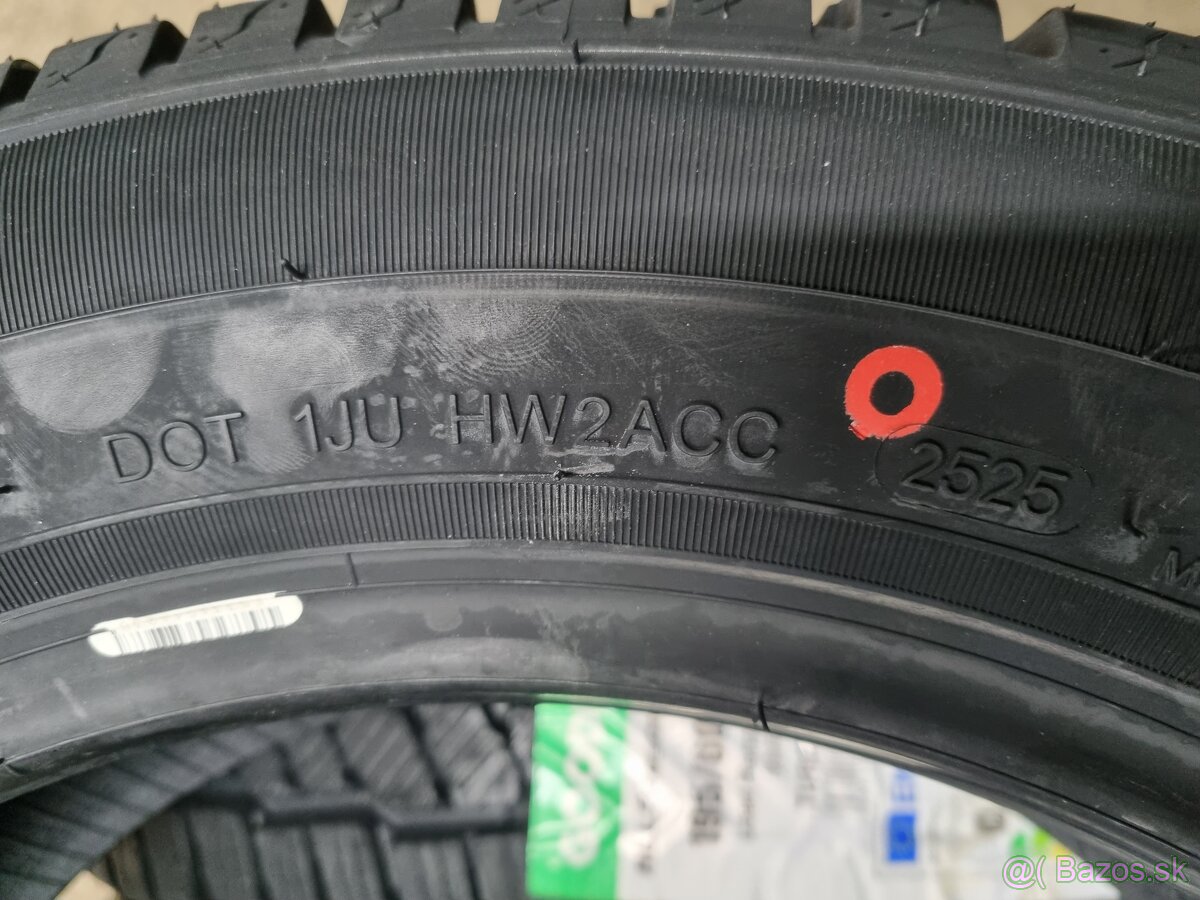 DOT 1JU HW2ACC 2525
@( Bazos.sk